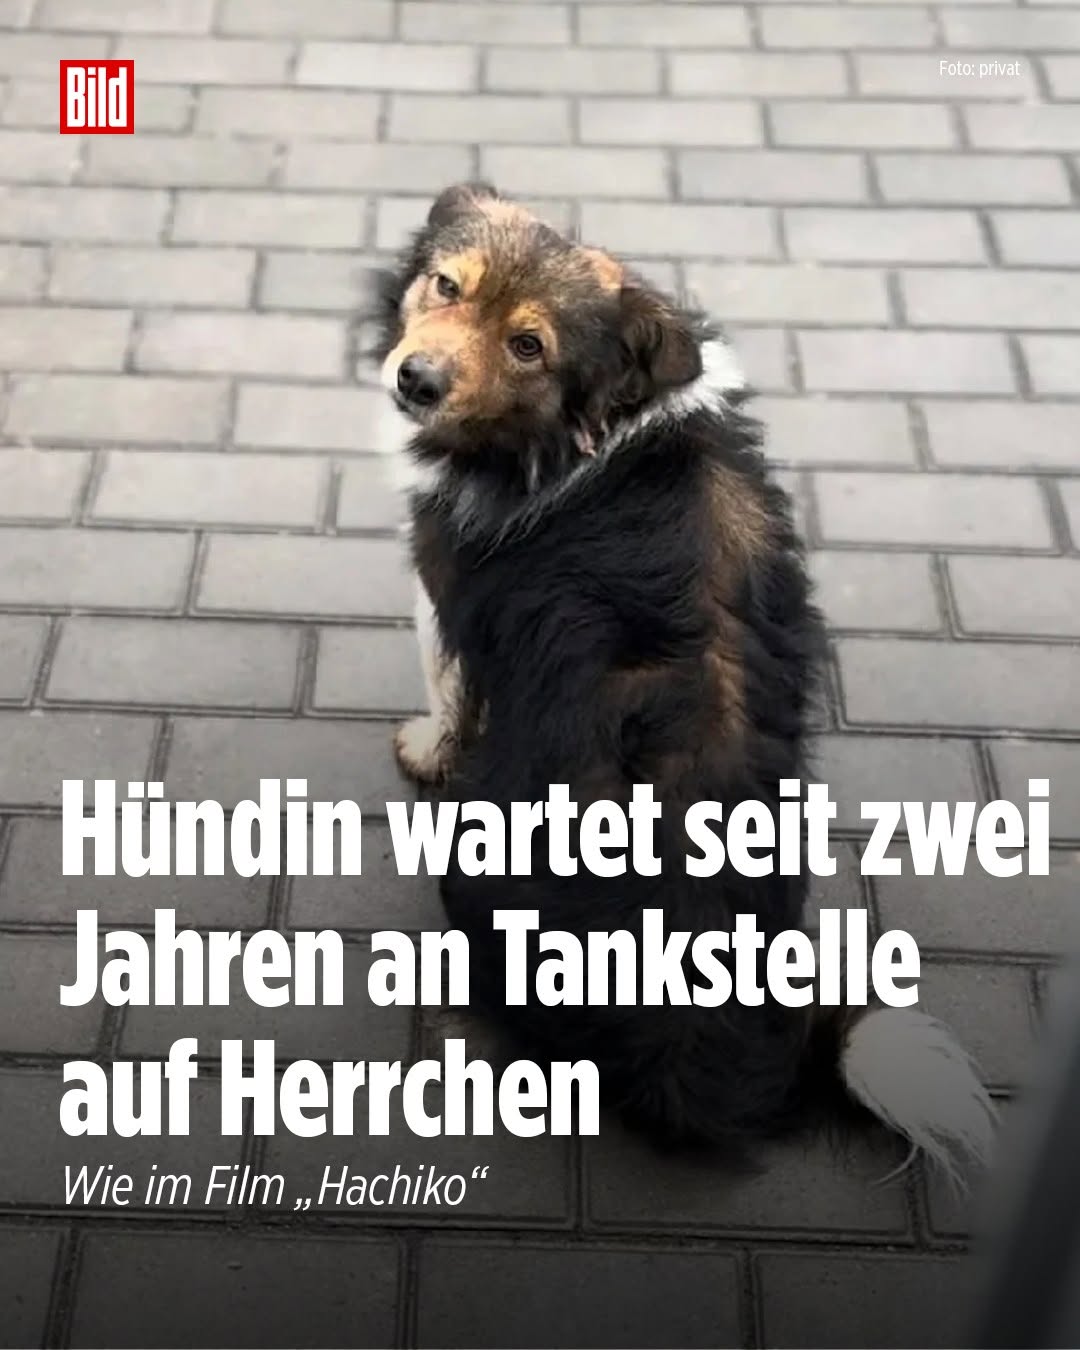 Bild
Foto: privat
Hündin wartet seit zwei
Jahren an Tankstelle
auf Herrchen
Wie im Film „Hachiko“